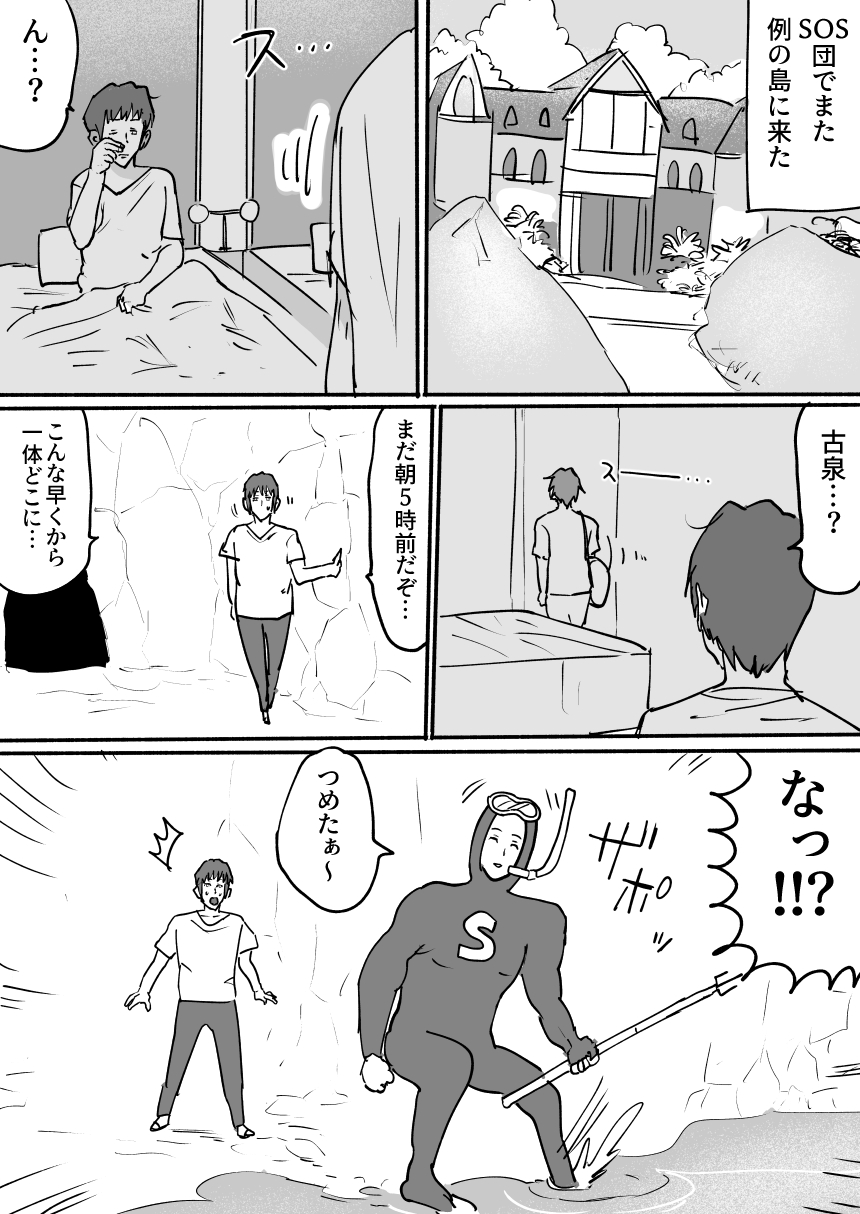 SOS団でまた
例の島に来た
ス…
ん…?
古泉…?
スー…
まだ朝5時前だぞ…
こんな早くから
一体どこに…
なっ!!?
ザポッ
つめたぁ~
S